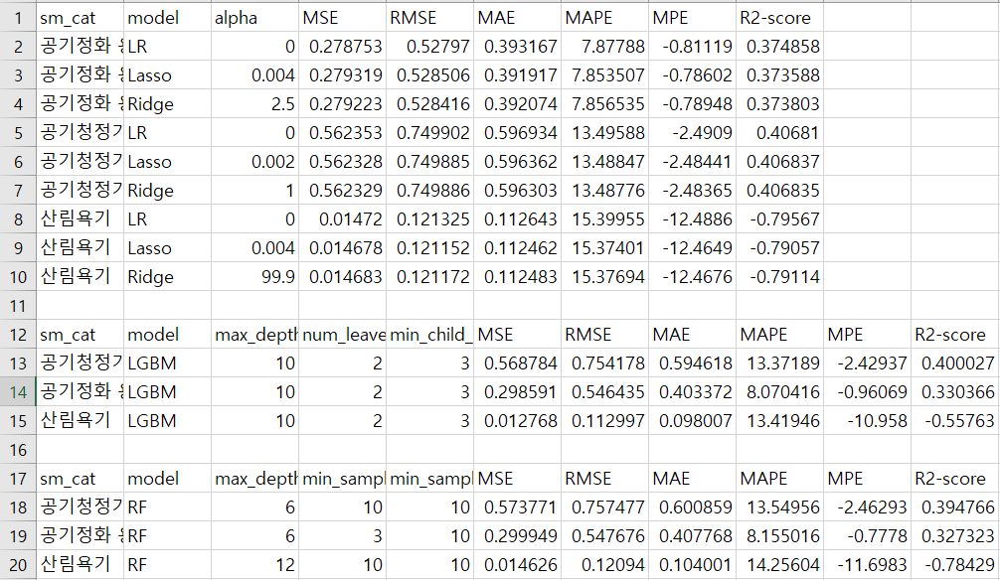 1 sm_cat model alpha MSE RMSE MAE MAPE MPE R2-score
2 공기정화 LR 0 0.278753 0.52797 0.393167 7.87788 -0.81119 0.374858
3 공기정화 Lasso 0.004 0.279319 0.528506 0.391917 7.853507 -0.78602 0.373588
4 공기정화 Ridge 2.5 0.279223 0.528416 0.392074 7.856535 -0.78948 0.373803
5 공기청정기 LR 0 0.562353 0.749902 0.596934 13.49588 -2.4909 0.40681
6 공기청정기 Lasso 0.002 0.562328 0.749885 0.596362 13.48847 -2.48441 0.406837
7 공기청정기 Ridge 1 0.562329 0.749886 0.596303 13.48776 -2.48365 0.406835
8 산림욕기 LR 0 0.01472 0.121325 0.112643 15.39955 -12.4886 -0.79567
9 산림욕기 Lasso 0.004 0.014678 0.121152 0.112462 15.37401 -12.4649 -0.79057
10 산림욕기 Ridge 99.9 0.014683 0.121172 0.112483 15.37694 -12.4676 -0.79114
11
12 sm_cat model max_depth num_leave min_child_ MSE RMSE MAE MAPE MPE R2-score
13 공기청정기 LGBM 10 2 3 0.568784 0.754178 0.594618 13.37189 -2.42937 0.400027
14 공기정화 LGBM 10 2 3 0.298591 0.546435 0.403372 8.070416 -0.96069 0.330366
15 산림욕기 LGBM 10 2 3 0.012768 0.112997 0.098007 13.41946 -10.958 -0.55763
16
17 sm_cat model max_depth min_sampl min_sampl MSE RMSE MAE MAPE MPE R2-score
18 공기청정기 RF 6 10 10 0.573771 0.757477 0.600859 13.54956 -2.46293 0.394766
19 공기정화 RF 6 3 10 0.299949 0.547676 0.407768 8.155016 -0.7778 0.327323
20 산림욕기 RF 12 10 10 0.014626 0.12094 0.104001 14.25604 -11.6983 -0.78429